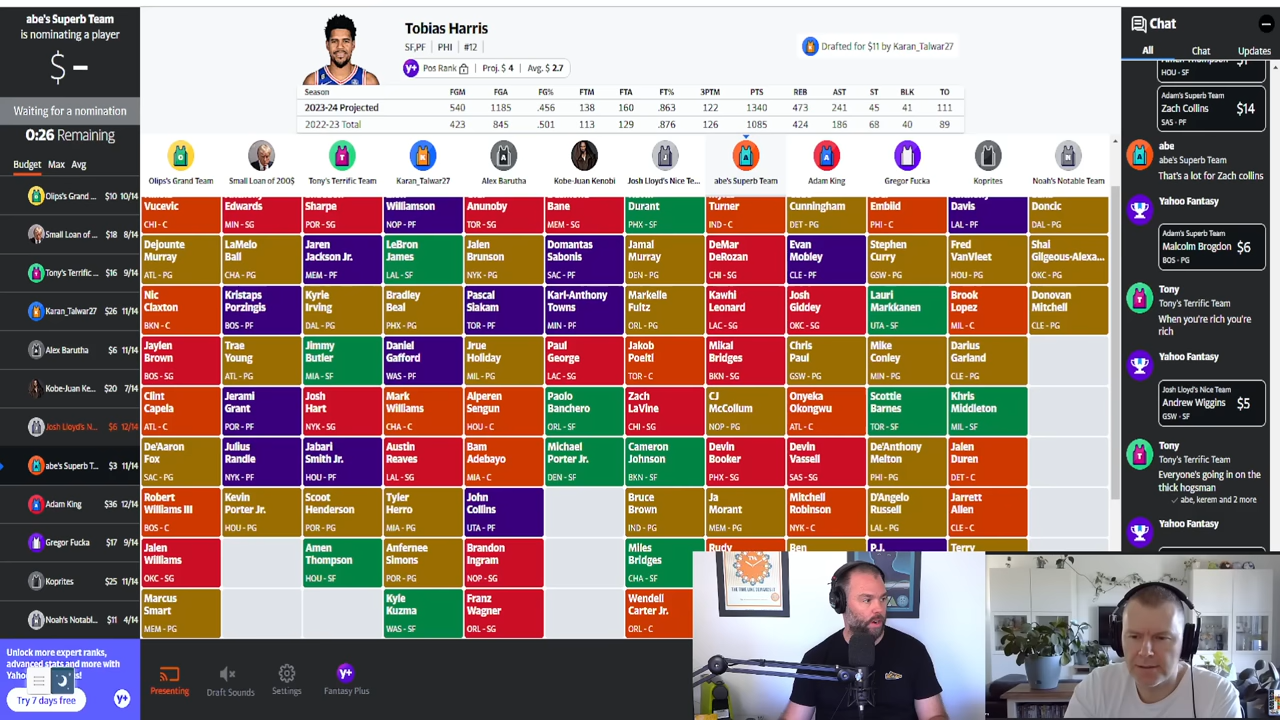 abe's Superb Team
is nominating a player
$ –
Waiting for a nomination
0:26 Remaining
Budget Max Avg
Olips's Grand ... $10 10/14
Small Loan of ... $18 8/14
Tony's Terrific ... $16 9/14
Karan_Talwar27 $26 11/14
Alex Barutha $6 11/14
Kobe-Juan Ke... $20 7/14
Josh Lloyd's N... $6 12/14
abe's Superb T... $3 11/14
Adam King $36 12/14
Gregor Fucka $17 9/14
Koprites $25 11/14
Noah's Notabl... $11 4/14
Unlock more expert ranks,
advanced stats and more with
Try 7 days free
y+
Tobias Harris
SF,PF PHI #12
y+ Pos Rank Proj. $ 4 Avg. $ 2.7
Drafted for $11 by Karan_Talwar27
Season FGM FGA FG% FTM FTA FT% 3PTM PTS REB AST ST BLK TO
2023-24 Projected 540 1185 .456 138 160 .863 122 1340 473 241 45 41 111
2022-23 Total 423 845 .501 113 129 .876 126 1085 424 186 68 40 89
Olips's Grand Team Small Loan of 200$ Tony's Terrific Team Karan_Talwar27 Alex Barutha Kobe-Juan Kenobi Josh Lloyd's Nice Te... abe's Superb Team Adam King Gregor Fucka Koprites Noah's Notable Team
Vucevic Edwards Sharpe Williamson Anunoby Bane Durant Turner Cunningham Embiid Davis Doncic
CHI - C MIN - SG POR - SG NOP - PF TOR - SG MEM - SG PHX - SF IND - C DET - PG PHI - C LAL - PF DAL - PG
Dejounte LaMelo Jaren LeBron Jalen Domantas Jamal DeMar Evan Stephen Fred Shai
Murray Ball Jackson Jr. James Brunson Sabonis Murray DeRozan Mobley Curry VanVleet Gilgeous-Alexa...
ATL - PG CHA - PG MEM - PF LAL - SF NYK - PG SAC - PF DEN - PG CHI - SG CLE - PF GSW - PG HOU - PG OKC - PG
Nic Kristaps Kyrie Bradley Pascal Karl-Anthony Markelle Kawhi Josh Lauri Brook Donovan
Claxton Porzingis Irving Beal Siakam Towns Fultz Leonard Giddey Markkanen Lopez Mitchell
BKN - C BOS - PF DAL - PG PHX - PG TOR - PF MIN - PF ORL - PG LAC - SG OKC - SG UTA - PF MIL - C CLE - PG
Jaylen Trae Jimmy Daniel Jrue Paul Jakob Mikal Chris Mike Darius
Brown Young Butler Gafford Holiday George Poeltl Bridges Paul Conley Garland
BOS - SG ATL - PG MIA - SF WAS - PF MIL - PG LAC - SG TOR - C BKN - SG GSW - PG MIN - PG CLE - PG
Clint Jerami Josh Mark Alperen Paolo Zach CJ Onyeka Scottie Khris
Capela Grant Hart Williams Sengun Banchero LaVine McCollum Okongwu Barnes Middleton
ATL - C POR - PF NYK - SG CHA - C HOU - C ORL - SF CHI - SG NOP - PG ATL - C TOR - SF MIL - SF
De'Aaron Julius Jabari Austin Bam Michael Cameron Devin Devin De'Anthony Jalen
Fox Randle Smith Jr. Reaves Adebayo Porter Jr. Johnson Booker Vassell Melton Duren
SAC - PG NYK - PF HOU - PF LAL - SG MIA - C DEN - SF BKN - SF PHX - SG SAS - SG PHI - PG DET - C
Robert Kevin Scoot Tyler John Bruce Ja Mitchell D'Angelo Jarrett
Williams III Porter Jr. Henderson Herro Collins Brown Morant Robinson Russell Allen
BOS - C HOU - PG POR - PG MIA - PG UTA - PF IND - PG MEM - PG NYK - C LAL - PG CLE - C
Jalen Amen Anfernee Brandon Miles Rudy Ben P.J. Terry
Williams Thompson Simons Ingram Bridges
OKC - SG HOU - SF POR - PG NOP - SG CHA - SF
Marcus Kyle Franz Wendell
Smart Kuzma Wagner Carter Jr.
MEM - PG WAS - SF ORL - SG ORL - C
Presenting Draft Sounds Settings Fantasy Plus
Chat
All Chat Updates
HOU - SF
Adam's Superb Team
Zach Collins $14
SAS - PF
abe
abe's Superb Team
That's a lot for Zach collins
Yahoo Fantasy
Adam's Superb Team
Malcolm Brogdon $6
BOS - PG
Tony
Tony's Terrific Team
When you're rich you're
rich
Yahoo Fantasy
Josh Lloyd's Nice Team
Andrew Wiggins $5
GSW - SF
Tony
Tony's Terrific Team
Everyone's going in on the
thick hogsman
abe, kerem and 2 more
Yahoo Fantasy